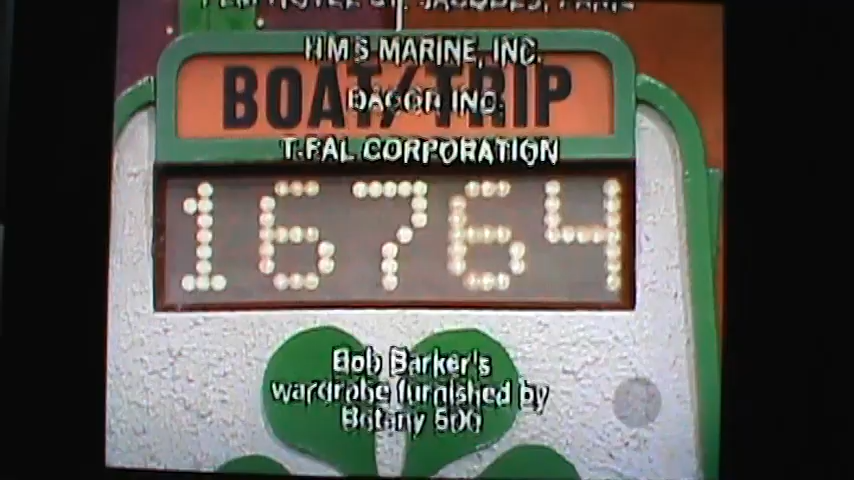 HMS MARINE, INC.
BOAT/TRIP
DACOR INC.
T-FAL CORPORATION
16764
Bob Barker's
wardrobe furnished by
Botany 500